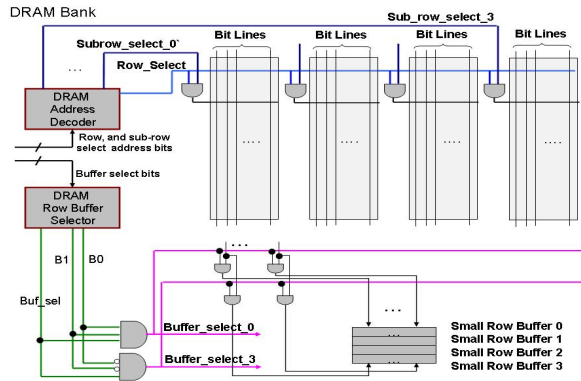 DRAM Bank
Sub_row_select_3
Bit Lines
Bit Lines
Bit Lines
Bit Lines
Subrow_select_0`
...
Row_Select
DRAM
Address
Decoder
Row, and sub-row
select address bits
....
....
....
....
Buffer select bits
DRAM
Row Buffer
Selector
B1
B0
Buf_sel
...
...
Buffer_select_0
Buffer_select_3
...
...
Small Row Buffer 0
Small Row Buffer 1
Small Row Buffer 2
Small Row Buffer 3